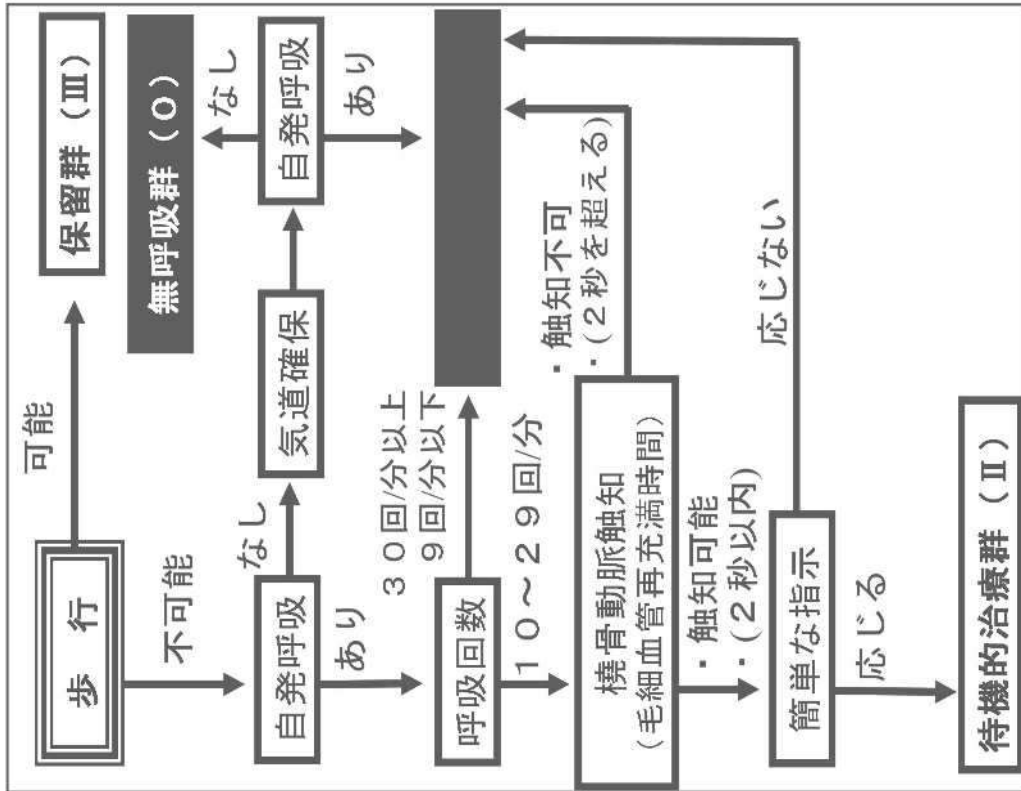 歩　行
可能
保留群（Ⅲ）
不可能
無呼吸群（０）
自発呼吸
なし
気道確保
自発呼吸
なし
あり
あり
呼吸回数
３０回/分以上
９回/分以下
１０～２９回/分
橈骨動脈触知
（毛細血管再充満時間）
・触知不可
・(２秒を超える)
・触知可能
・(２秒以内)
簡単な指示
応じない
応じる
待機的治療群（Ⅱ）